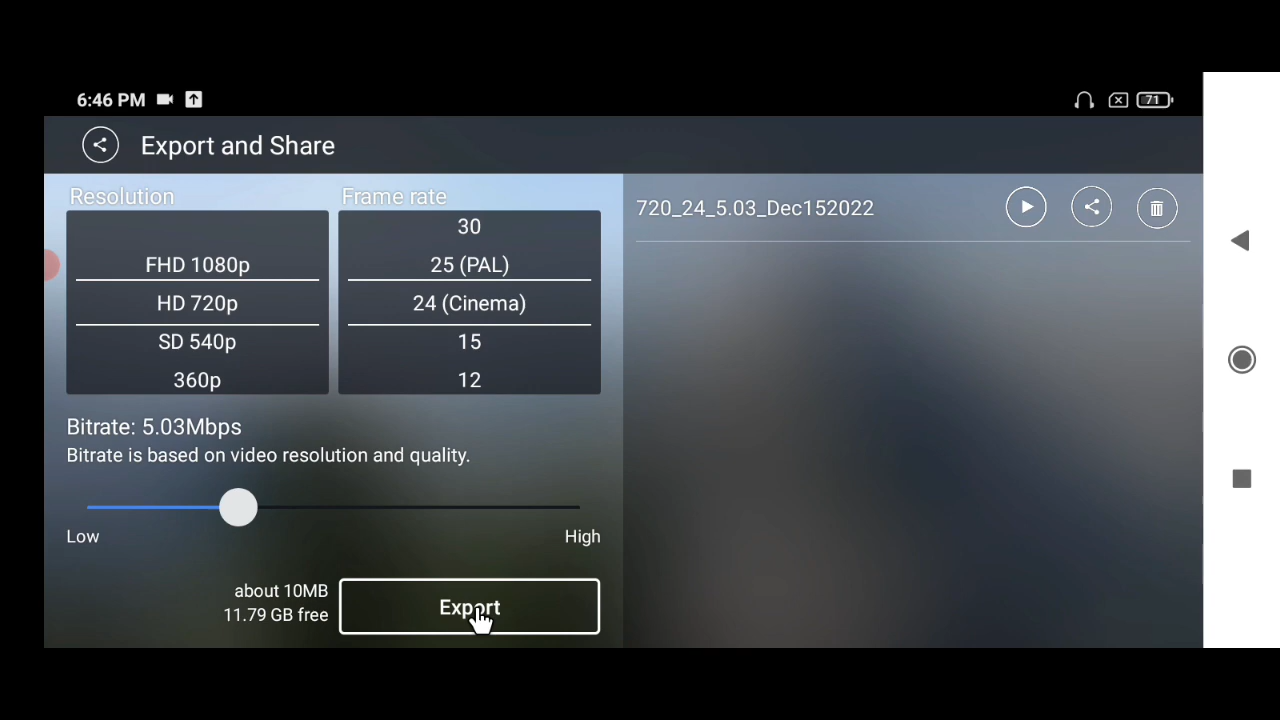 6:46 PM
71
Export and Share
Resolution
FHD 1080p
HD 720p
SD 540p
360p
Frame rate
30
25 (PAL)
24 (Cinema)
15
12
Bitrate: 5.03Mbps
Bitrate is based on video resolution and quality.
Low
High
about 10MB
11.79 GB free
Export
720_24_5.03_Dec152022